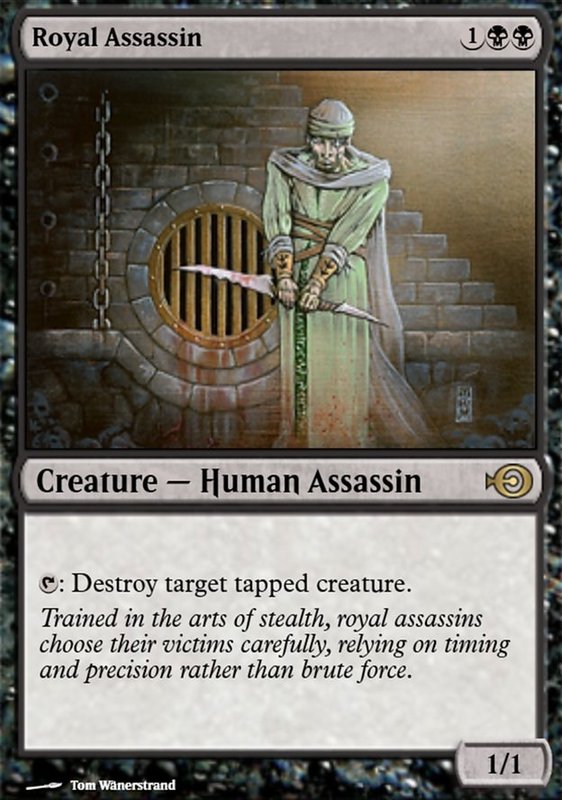 Royal Assassin 1
Creature — Human Assassin
: Destroy target tapped creature.
Trained in the arts of stealth, royal assassins
choose their victims carefully, relying on timing
and precision rather than brute force.
1/1
Tom Wänerstrand